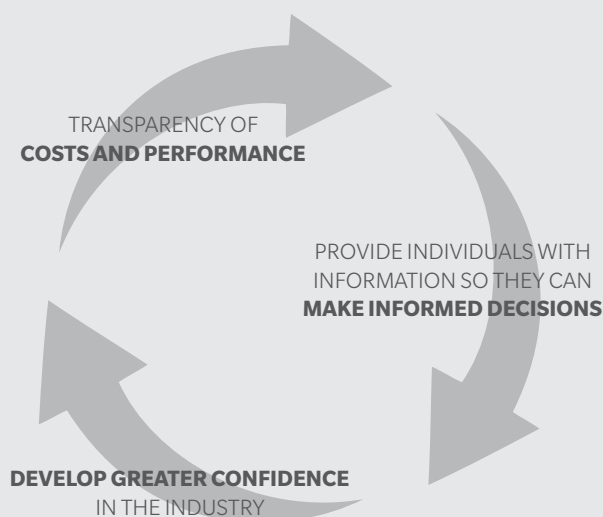 TRANSPARENCY OF
COSTS AND PERFORMANCE
PROVIDE INDIVIDUALS WITH
INFORMATION SO THEY CAN
MAKE INFORMED DECISIONS
DEVELOP GREATER CONFIDENCE
IN THE INDUSTRY